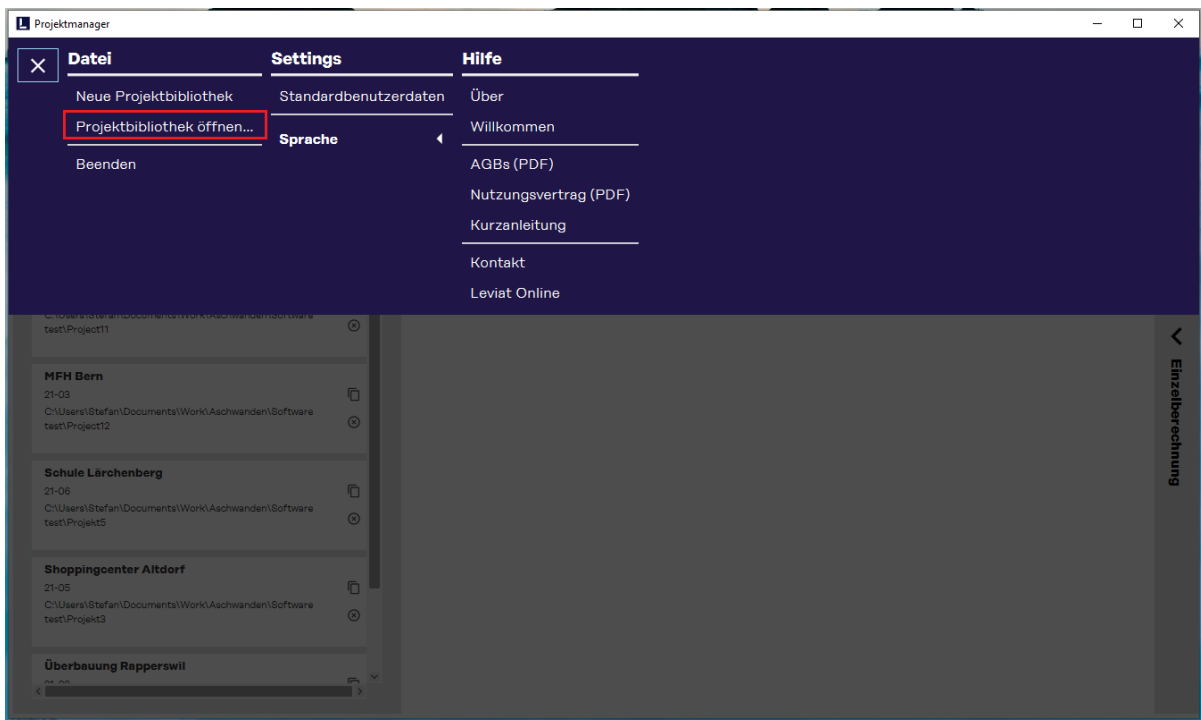 Projektmanager
Datei
Neue Projektbibliothek
Projektbibliothek öffnen...
Beenden
Settings
Standardbenutzerdaten
Sprache
Hilfe
Über
Willkommen
AGBs (PDF)
Nutzungsvertrag (PDF)
Kurzanleitung
Kontakt
Leviat Online
C:\Users\Stefan\Documents\Work\Aschwanden\Software
test\Project11
MFH Bern
21-03
C:\Users\Stefan\Documents\Work\Aschwanden\Software
test\Project12
Schule Lärchenberg
21-06
C:\Users\Stefan\Documents\Work\Aschwanden\Software
test\Projekt5
Shoppingcenter Altdorf
21-05
C:\Users\Stefan\Documents\Work\Aschwanden\Software
test\Projekt3
Überbauung Rapperswil
Einzelberechnung